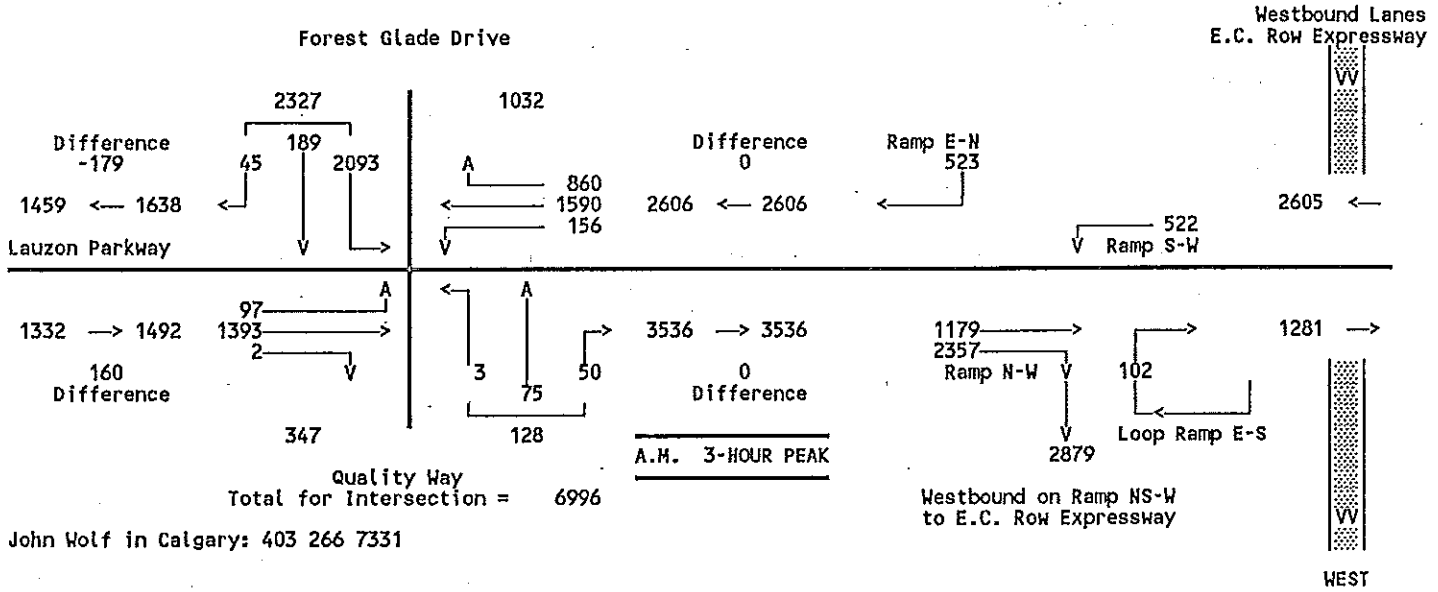 Westbound Lanes
Forest Glade Drive E.C. Row Expressway
VV
2327 1032
Difference 189 Difference Ramp E-N
-179 45 2093 A 0 523
860
1459 <-- 1638 < < 1590 2606 <-- 2606 < 2605 <--
156 522
Lauzon Parkway V > V V Ramp S-W
A < A
97
1332 --> 1492 1393 > > 3536 --> 3536 1179 > > 1281 -->
2 2357
160 V 3 50 0 Ramp N-W V 102
Difference 75 Difference
<
347 128 V Loop Ramp E-S
A.M. 3-HOUR PEAK 2879
Quality Way
Total for Intersection = 6996 Westbound on Ramp NS-W
to E.C. Row Expressway VV
John Wolf in Calgary: 403 266 7331
WEST